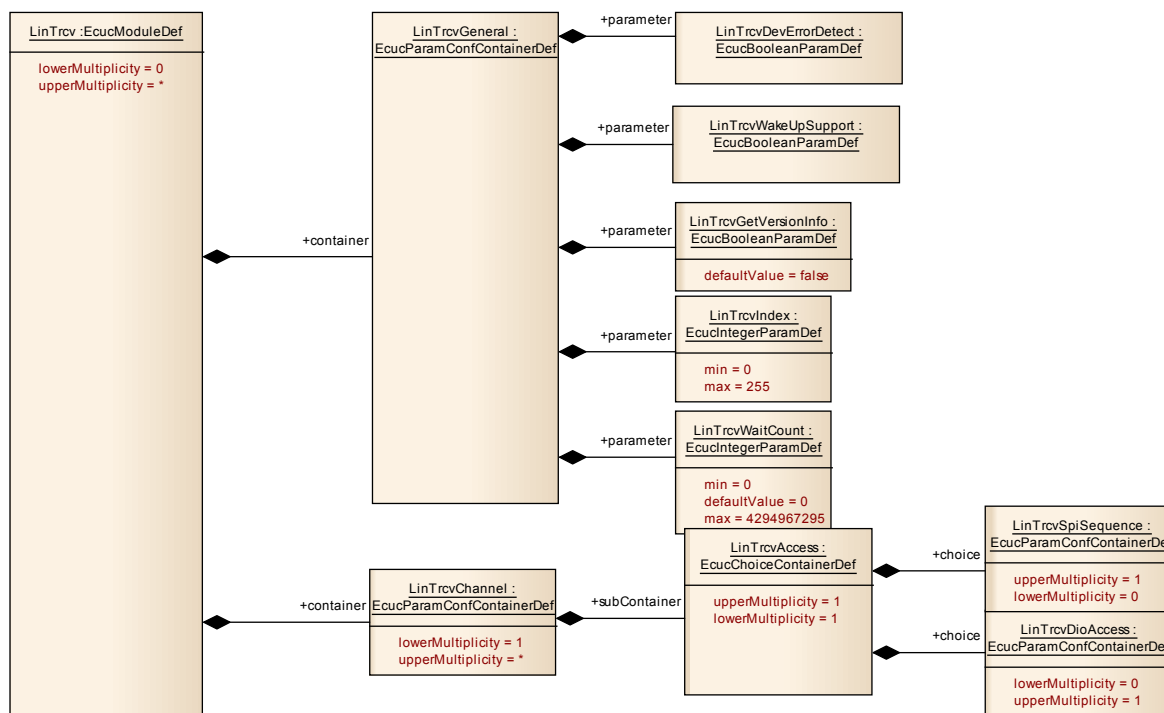 LinTrcv :EcucModuleDef
lowerMultiplicity = 0
upperMultiplicity = *
+container
LinTrcvGeneral :
EcucParamConfContainerDef
+parameter
LinTrcvDevErrorDetect :
EcucBooleanParamDef
+parameter
LinTrcvWakeUpSupport :
EcucBooleanParamDef
+parameter
LinTrcvGetVersionInfo :
EcucBooleanParamDef
defaultValue = false
+parameter
LinTrcvIndex :
EcucIntegerParamDef
min = 0
max = 255
+parameter
LinTrcvWaitCount :
EcucIntegerParamDef
min = 0
defaultValue = 0
max = 4294967295
+container
LinTrcvChannel :
EcucParamConfContainerDef
lowerMultiplicity = 1
upperMultiplicity = *
+subContainer
LinTrcvAccess :
EcucChoiceContainerDef
upperMultiplicity = 1
lowerMultiplicity = 1
+choice
LinTrcvSpiSequence :
EcucParamConfContainerDe
upperMultiplicity = 1
lowerMultiplicity = 0
+choice
LinTrcvDioAccess :
EcucParamConfContainerDe
lowerMultiplicity = 0
upperMultiplicity = 1